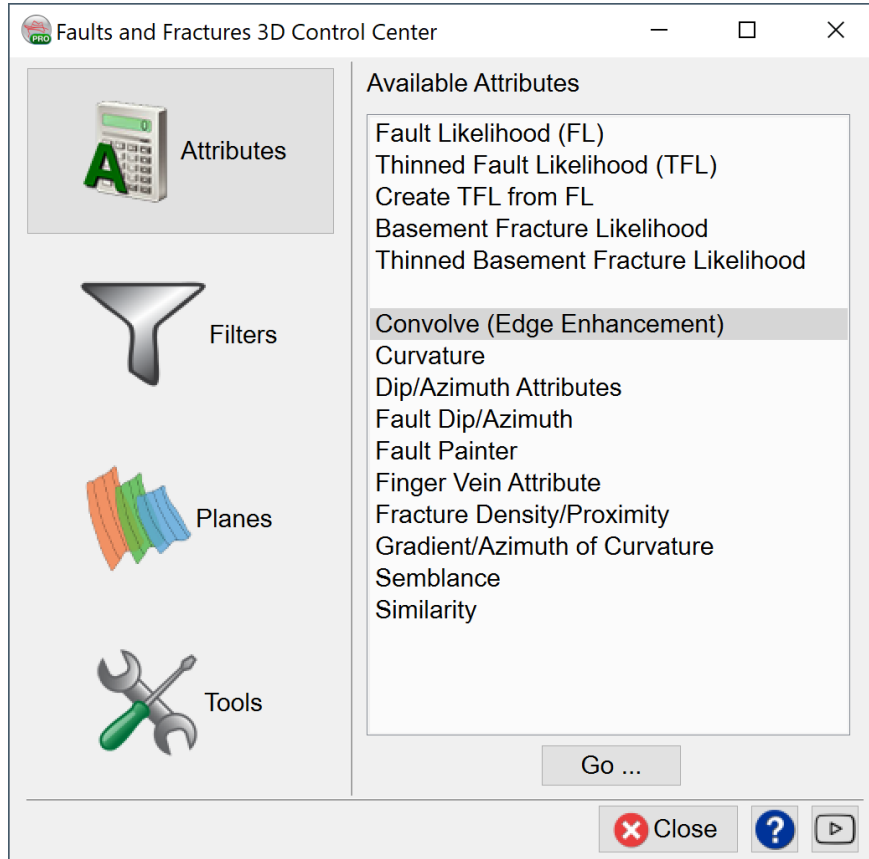 PRO
Faults and Fractures 3D Control Center
Attributes
A
0
Filters
Planes
Tools
Available Attributes
Fault Likelihood (FL)
Thinned Fault Likelihood (TFL)
Create TFL from FL
Basement Fracture Likelihood
Thinned Basement Fracture Likelihood
Convolve (Edge Enhancement)
Curvature
Dip/Azimuth Attributes
Fault Dip/Azimuth
Fault Painter
Finger Vein Attribute
Fracture Density/Proximity
Gradient/Azimuth of Curvature
Semblance
Similarity
Go ...
Close
?